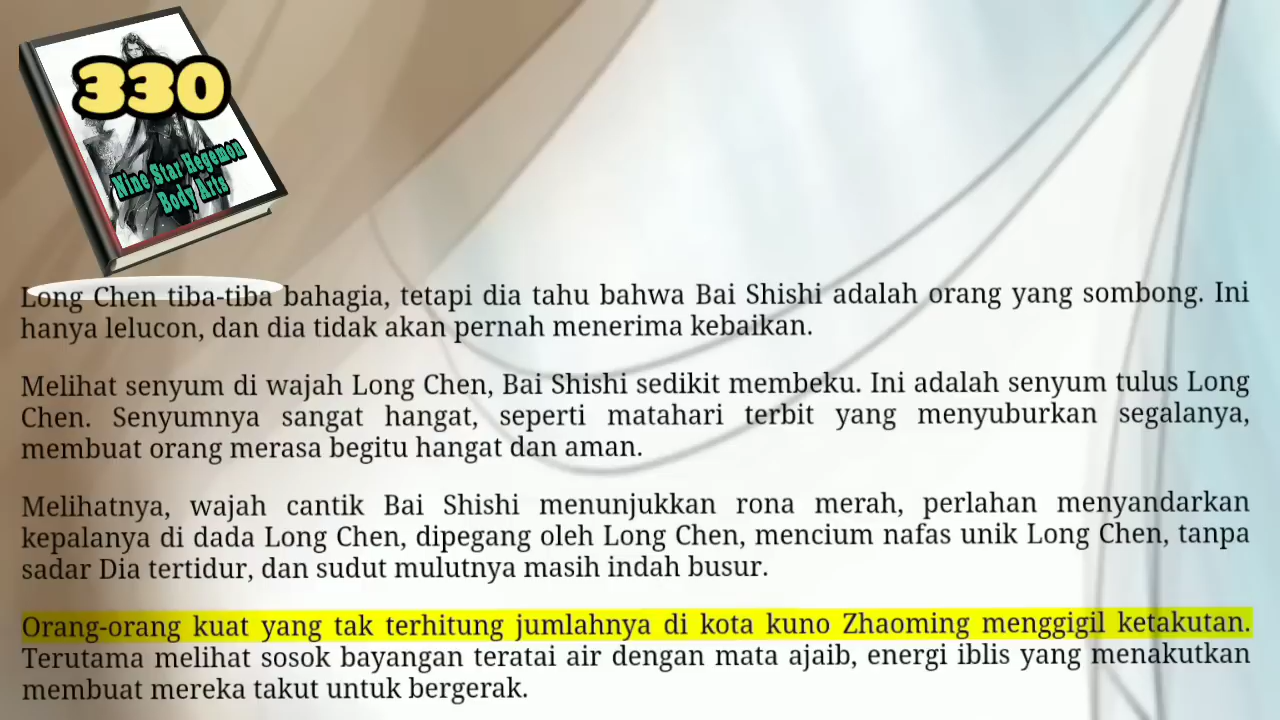 330
Nine Star Hegemon
Body Arts
Long Chen tiba-tiba bahagia, tetapi dia tahu bahwa Bai Shishi adalah orang yang sombong. Ini
hanya lelucon, dan dia tidak akan pernah menerima kebaikan.
Melihat senyum di wajah Long Chen, Bai Shishi sedikit membeku. Ini adalah senyum tulus Long
Chen. Senyumnya sangat hangat, seperti matahari terbit yang menyuburkan segalanya,
membuat orang merasa begitu hangat dan aman.
Melihatnya, wajah cantik Bai Shishi menunjukkan rona merah, perlahan menyandarkan
kepalanya di dada Long Chen, dipegang oleh Long Chen, mencium nafas unik Long Chen, tanpa
sadar Dia tertidur, dan sudut mulutnya masih indah busur.
Orang-orang kuat yang tak terhitung jumlahnya di kota kuno Zhaoming menggigil ketakutan.
Terutama melihat sosok bayangan teratai air dengan mata ajaib, energi iblis yang menakutkan
membuat mereka takut untuk bergerak.